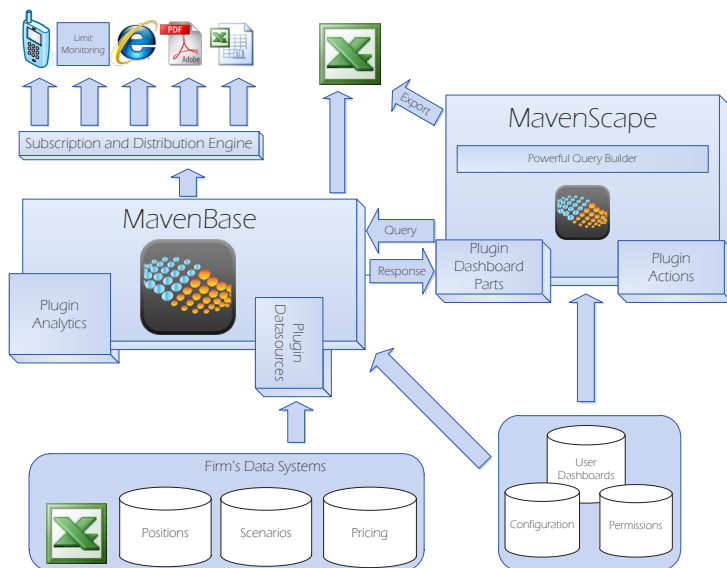 Limit
Monitoring
PDF
Adobe
Subscription and Distribution Engine
Export
MavenScape
Powerful Query Builder
MavenBase
Query
Response
Plugin
Dashboard
Parts
Plugin
Actions
Plugin
Analytics
Plugin
Datasources
Firm's Data Systems
Positions
Scenarios
Pricing
User
Dashboards
Configuration
Permissions